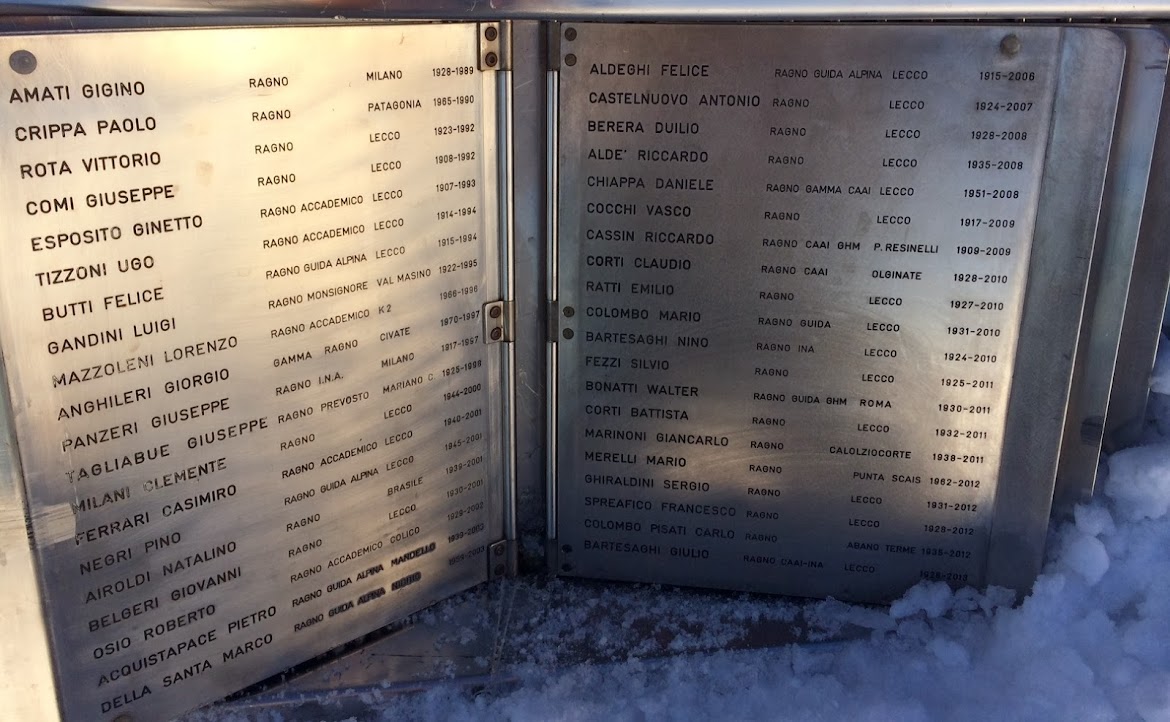 AMATI GIGINO RAGNO MILANO 1928-1989
CRIPPA PAOLO RAGNO PATAGONIA 1965-1990
ROTA VITTORIO RAGNO LECCO 1923-1992
COMI GIUSEPPE RAGNO LECCO 1908-1992
ESPOSITO GINETTO RAGNO ACCADEMICO LECCO 1907-1993
TIZZONI UGO RAGNO ACCADEMICO LECCO 1914-1994
BUTTI FELICE RAGNO GUIDA ALPINA LECCO 1915-1994
GANDINI LUIGI RAGNO MONSIGNORE VAL MASINO 1922-1995
MAZZOLENI LORENZO RAGNO ACCADEMICO K2 1966-1996
ANGHILERI GIORGIO GAMMA RAGNO CIVATE 1970-1997
PANZERI GIUSEPPE RAGNO I.N.A. MILANO 1917-1997
TAGLIABUE GIUSEPPE RAGNO PREVOSTO MARIANO C. 1925-1998
MILANI CLEMENTE RAGNO LECCO 1944-2000
FERRARI CASIMIRO RAGNO ACCADEMICO LECCO 1940-2001
NEGRI PINO RAGNO GUIDA ALPINA LECCO 1945-2001
AIROLDI NATALINO RAGNO BRASILE
BELGERI GIOVANNI RAGNO LECCO 1930-2001
OSIO ROBERTO RAGNO ACCADEMICO COLICO
ACQUISTAPACE PIETRO RAGNO GUIDA ALPINA MANDELLO
DELLA SANTA MARCO RAGNO GUIDA ALPINA
ALDEGHI FELICE RAGNO GUIDA ALPINA LECCO 1915-2006
CASTELNUOVO ANTONIO RAGNO LECCO 1924-2007
BERERA DUILIO RAGNO LECCO 1928-2008
ALDE' RICCARDO RAGNO LECCO 1935-2008
CHIAPPA DANIELE RAGNO GAMMA CAAI LECCO 1951-2008
COCCHI VASCO RAGNO LECCO 1917-2009
CASSIN RICCARDO RAGNO CAAI GHM P. RESINELLI 1909-2009
CORTI CLAUDIO RAGNO CAAI OLGINATE 1928-2010
RATTI EMILIO RAGNO LECCO 1927-2010
COLOMBO MARIO RAGNO GUIDA LECCO 1931-2010
BARTESAGHI NINO RAGNO INA LECCO 1924-2010
FEZZI SILVIO RAGNO LECCO 1925-2011
BONATTI WALTER RAGNO GUIDA GHM ROMA 1930-2011
CORTI BATTISTA RAGNO LECCO 1932-2011
MARINONI GIANCARLO RAGNO CALOLZIOCORTE 1938-2011
MERELLI MARIO RAGNO PUNTA SCAIS 1962-2012
GHIRALDINI SERGIO RAGNO LECCO 1931-2012
SPREAFICO FRANCESCO RAGNO LECCO 1928-2012
COLOMBO PISATI CARLO RAGNO ABANO TERME 1935-2012
BARTESAGHI GIULIO RAGNO CAAI-INA LECCO